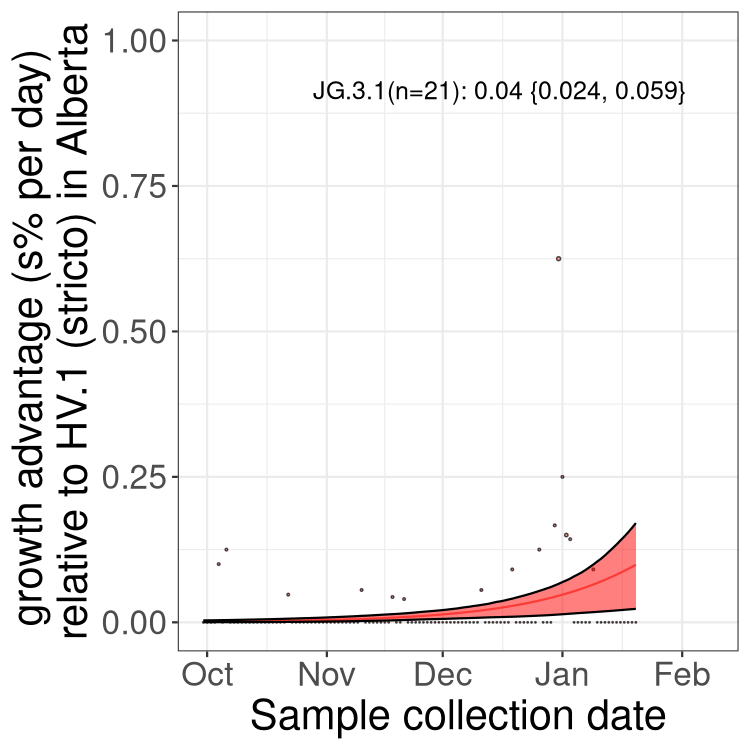 growth advantage (s% per day)
relative to HV.1 (stricto) in Alberta
1.00
0.75
0.50
0.25
0.00
JG.3.1(n=21): 0.04 {0.024, 0.059}
Oct Nov Dec Jan Feb
Sample collection date